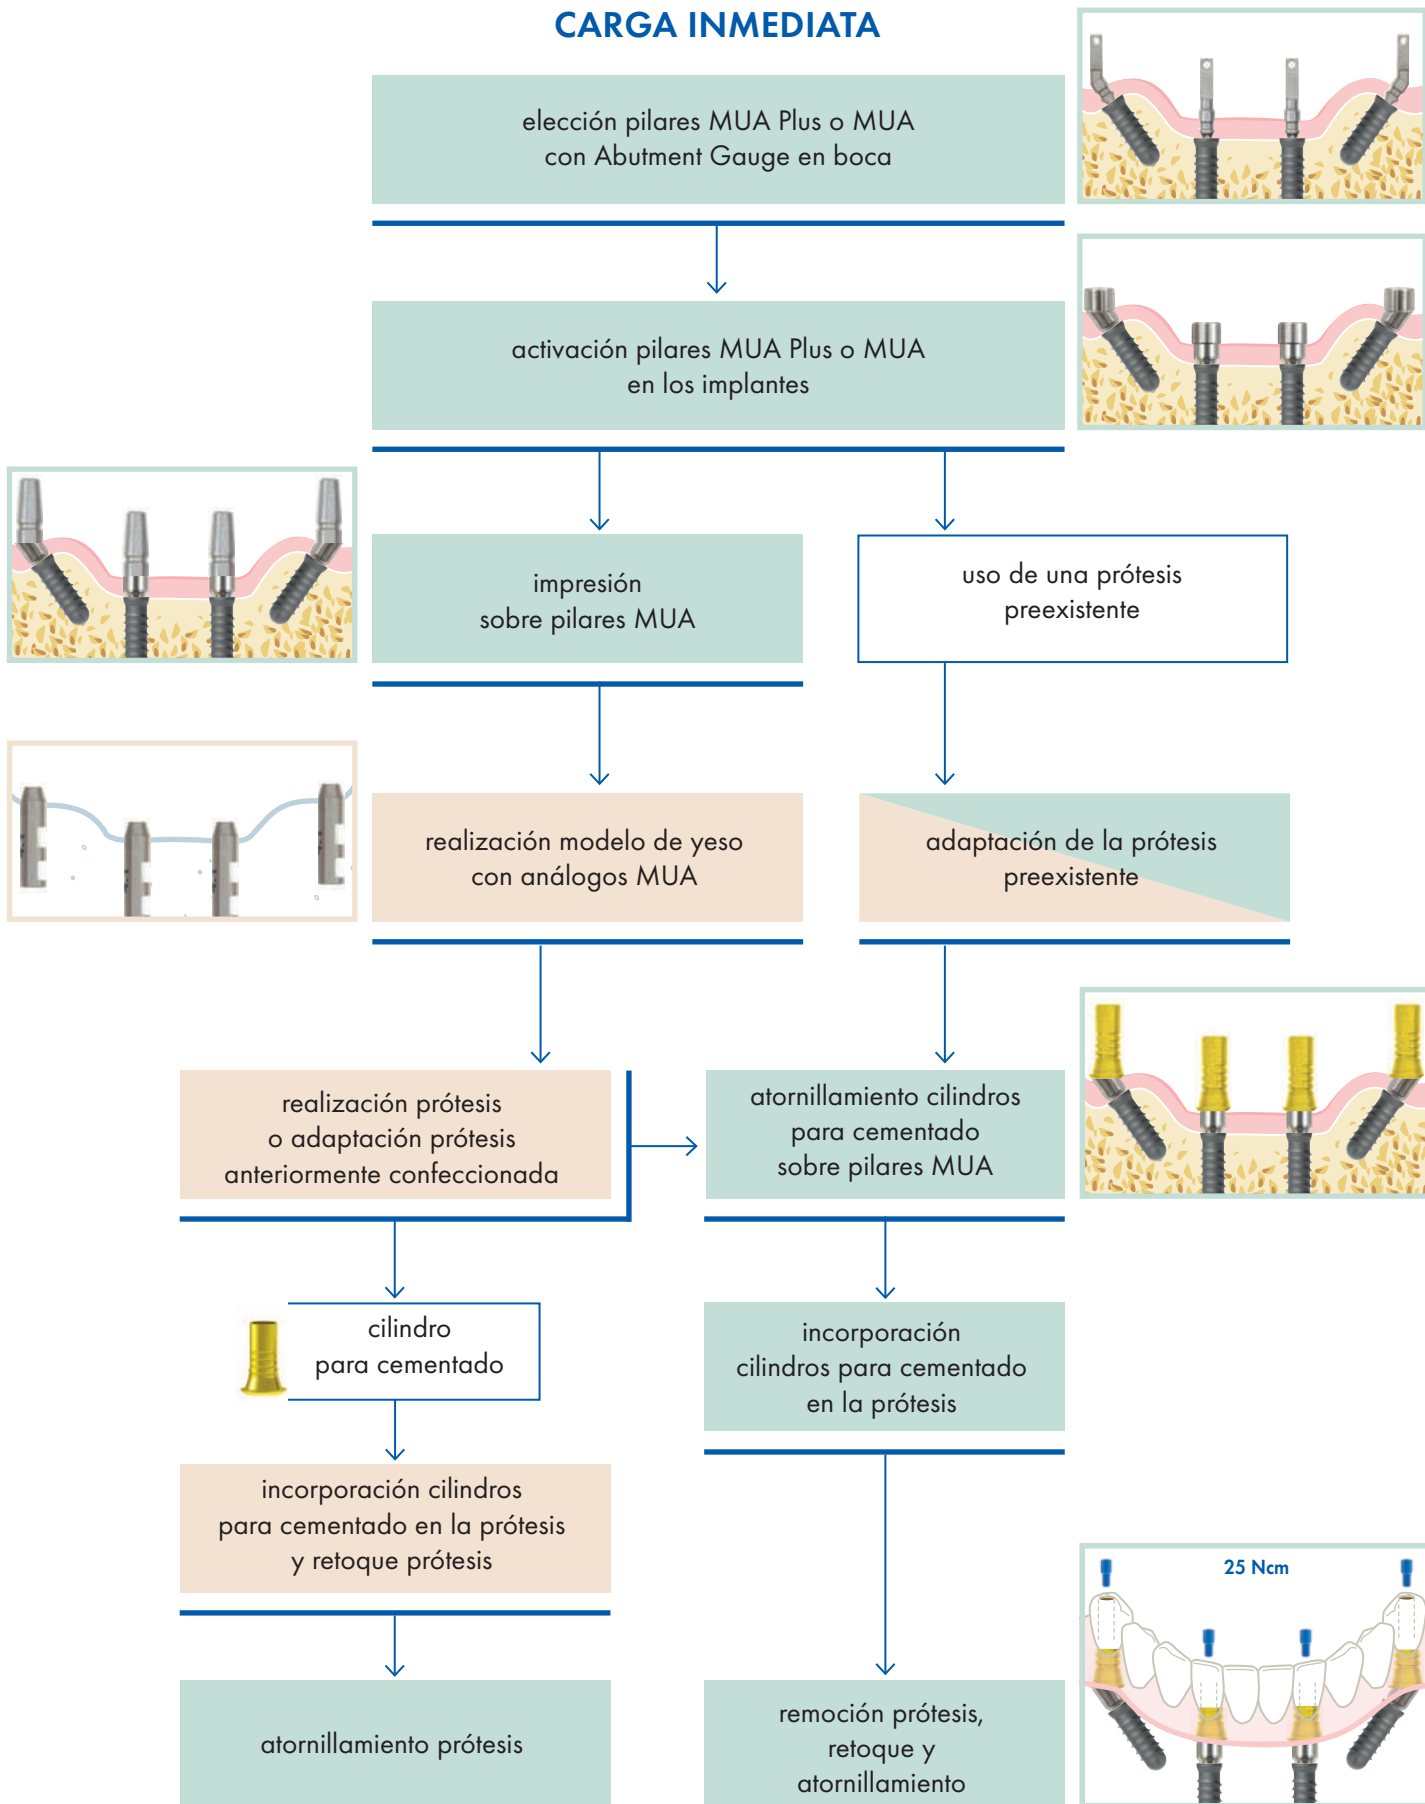 CARGA INMEDIATA
elección pilares MUA Plus o MUA
con Abutment Gauge en boca
activación pilares MUA Plus o MUA
en los implantes
impresión
sobre pilares MUA
uso de una prótesis
preexistente
realización modelo de yeso
con análogos MUA
adaptación de la prótesis
preexistente
realización prótesis
o adaptación prótesis
anteriormente confeccionada
atornillamiento cilindros
para cementado
sobre pilares MUA
cilindro
para cementado
incorporación
cilindros para cementado
en la prótesis
incorporación cilindros
para cementado en la prótesis
y retoque prótesis
25 Ncm
atornillamiento prótesis
remoción prótesis,
retoque y
atornillamiento